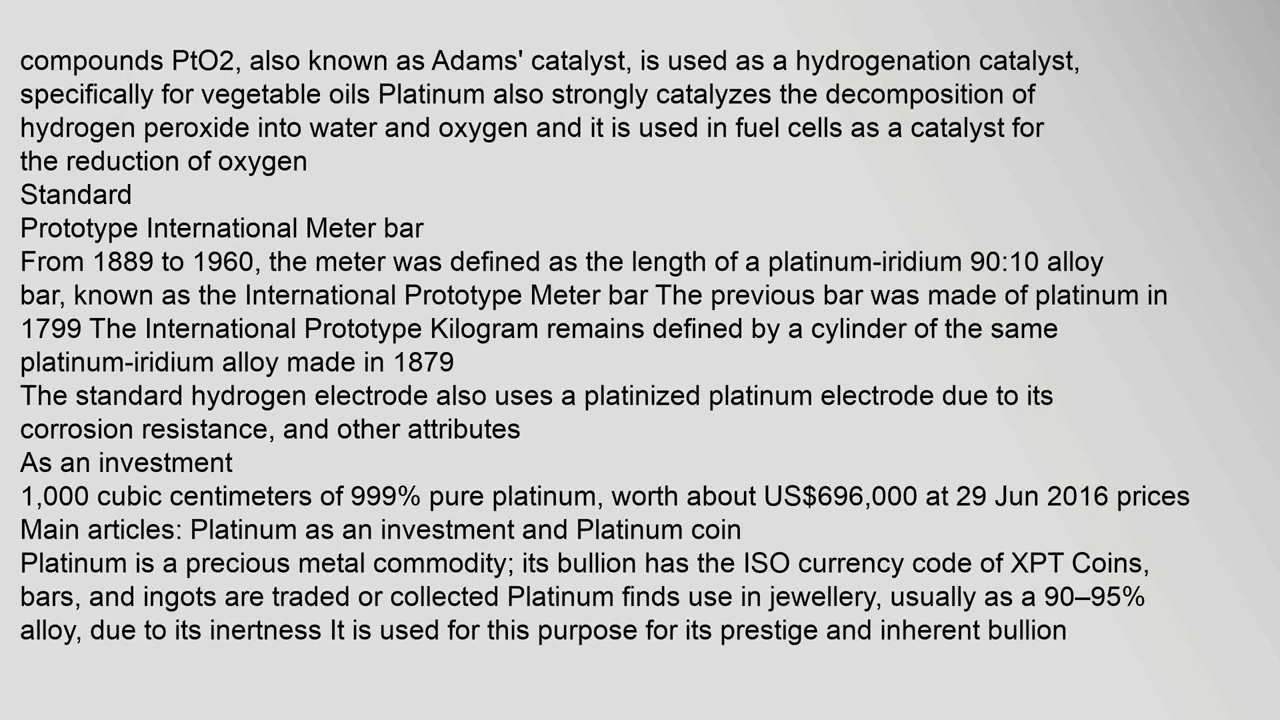 compounds PtO2, also known as Adams' catalyst, is used as a hydrogenation catalyst,
specifically for vegetable oils Platinum also strongly catalyzes the decomposition of
hydrogen peroxide into water and oxygen and it is used in fuel cells as a catalyst for
the reduction of oxygen
Standard
Prototype International Meter bar
From 1889 to 1960, the meter was defined as the length of a platinum-iridium 90:10 alloy
bar, known as the International Prototype Meter bar The previous bar was made of platinum in
1799 The International Prototype Kilogram remains defined by a cylinder of the same
platinum-iridium alloy made in 1879
The standard hydrogen electrode also uses a platinized platinum electrode due to its
corrosion resistance, and other attributes
As an investment
1,000 cubic centimeters of 999% pure platinum, worth about US$696,000 at 29 Jun 2016 prices
Main articles: Platinum as an investment and Platinum coin
Platinum is a precious metal commodity; its bullion has the ISO currency code of XPT Coins,
bars, and ingots are traded or collected Platinum finds use in jewellery, usually as a 90–95%
alloy, due to its inertness It is used for this purpose for its prestige and inherent bullion